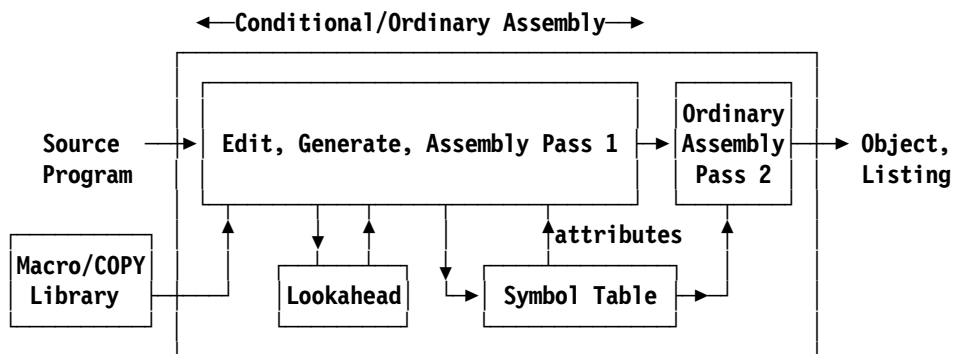 Conditional/Ordinary Assembly
Source
Program
Edit, Generate, Assembly Pass 1
Ordinary
Assembly
Pass 2
Object,
Listing
attributes
Macro/COPY
Library
Lookahead
Symbol Table